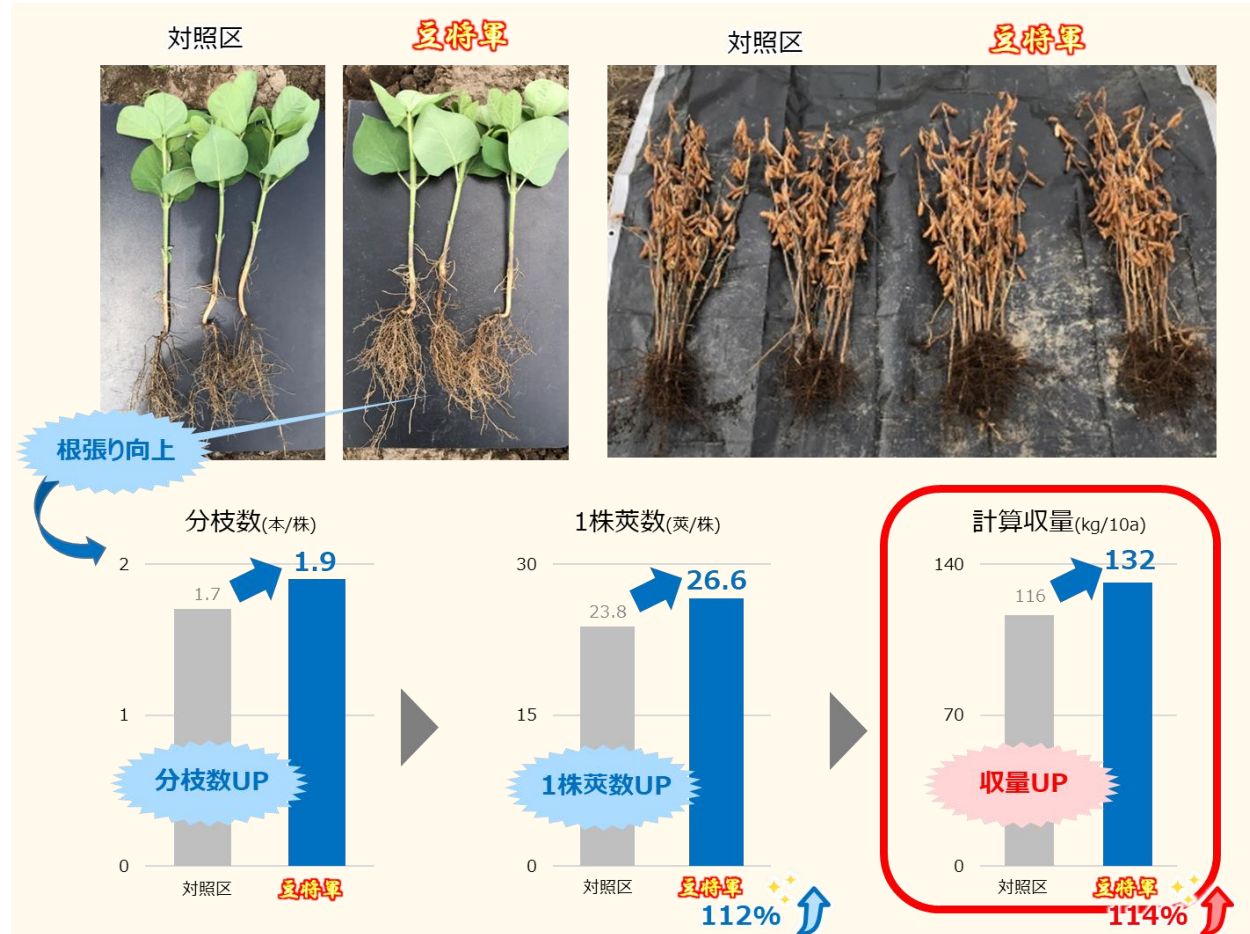 対照区
豆将軍
対照区
豆将軍
根張り向上
分枝数(本/株)
2
1
0
1.7
1.9
分枝数UP
対照区
豆将軍
1株莢数(莢/株)
30
15
0
23.8
26.6
1株莢数UP
対照区
豆将軍
112%
計算収量(kg/10a)
140
70
0
116
132
収量UP
対照区
豆将軍
114%